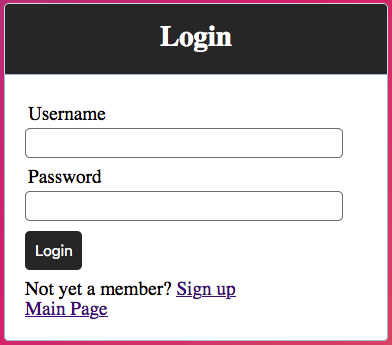 Login
Username
Password
Login
Not yet a member? Sign up
Main Page